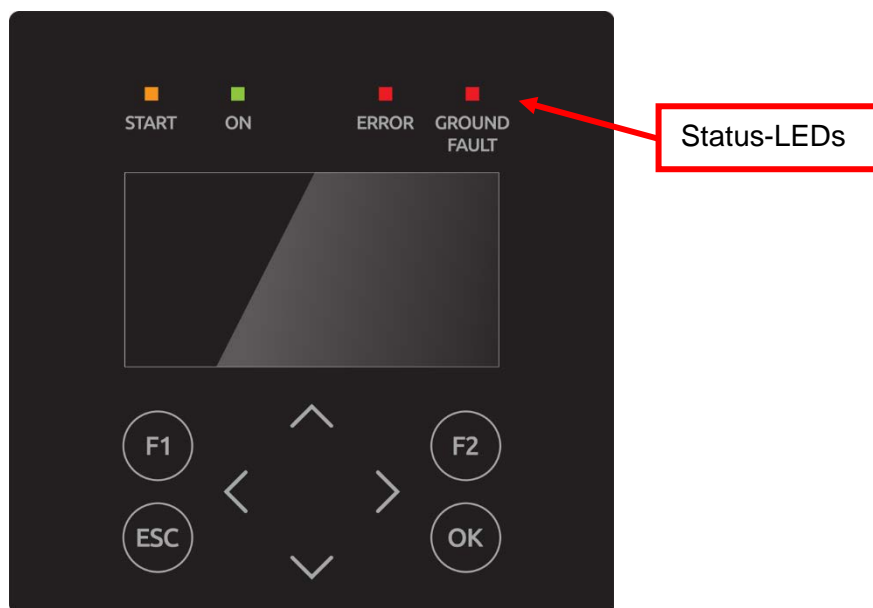 START ON ERROR GROUND
FAULT
Status-LEDs
F1 F2
ESC OK